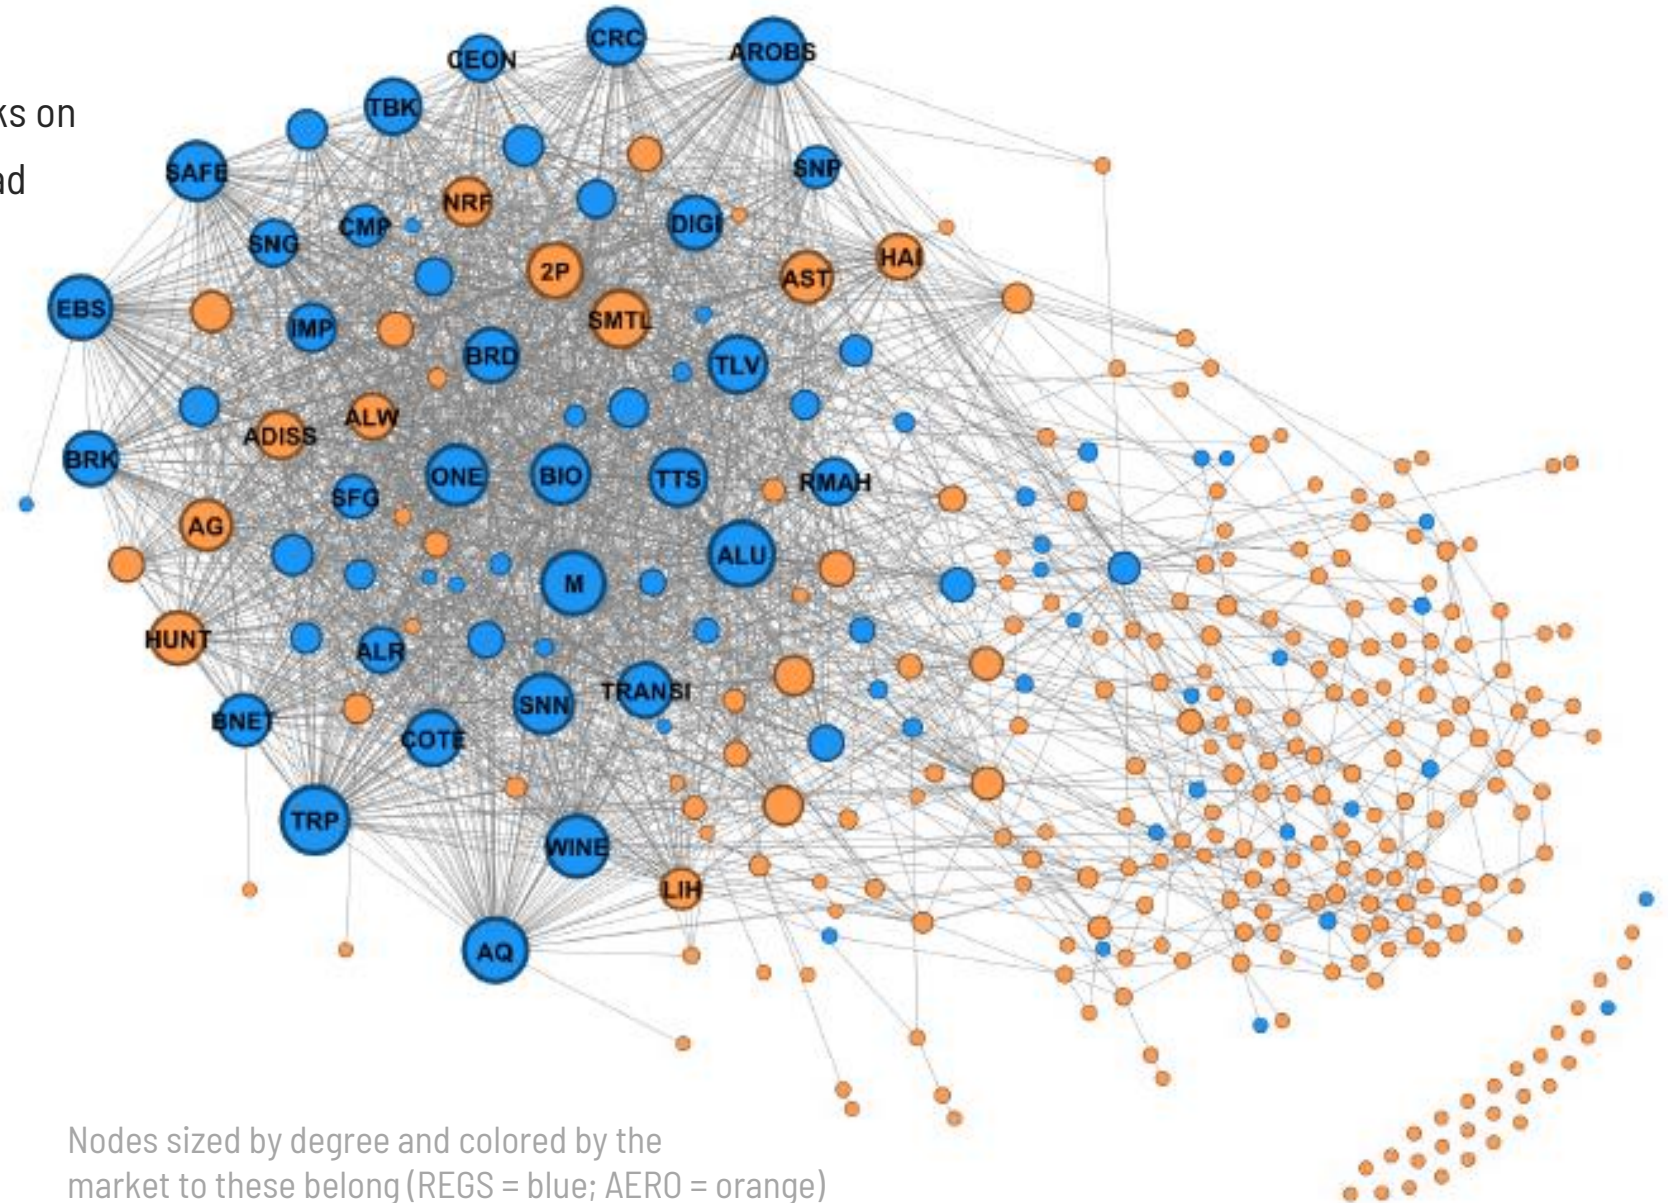 CRC
CEON
AROBS
TBK
ks on
SAFE
SNP
ad
NRF
CMP
DIGI
SNG
2P
HAI
AST
EBS
SMTL
IMP
BRD
TLV
ALW
ADISS
BRK
ONE
BIO
TTS
RMAH
SFG
AG
ALU
M
HUNT
ALR
TRANSI
SNN
BNET
COTE
TRP
WINE
LIH
AQ
Nodes sized by degree and colored by the
market to these belong (REGS = blue; AERO = orange)